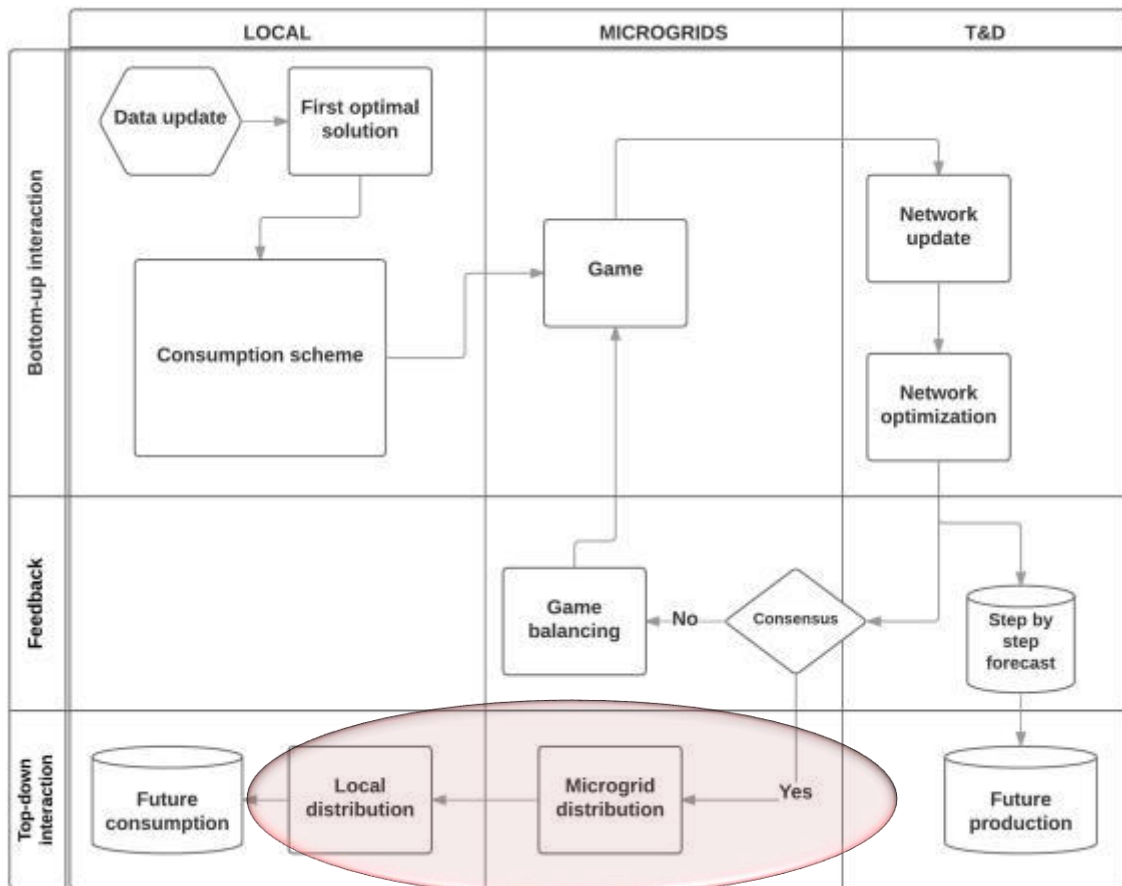 LOCAL
MICROGRIDS
T&D
Bottom-up interaction
Data update
First optimal
solution
Consumption scheme
Game
Network
update
Network
optimization
Feedback
Game
balancing
No
Consensus
Step by
step
forecast
Top-down
interaction
Future
consumption
Local
distribution
Microgrid
distribution
Yes
Future
production